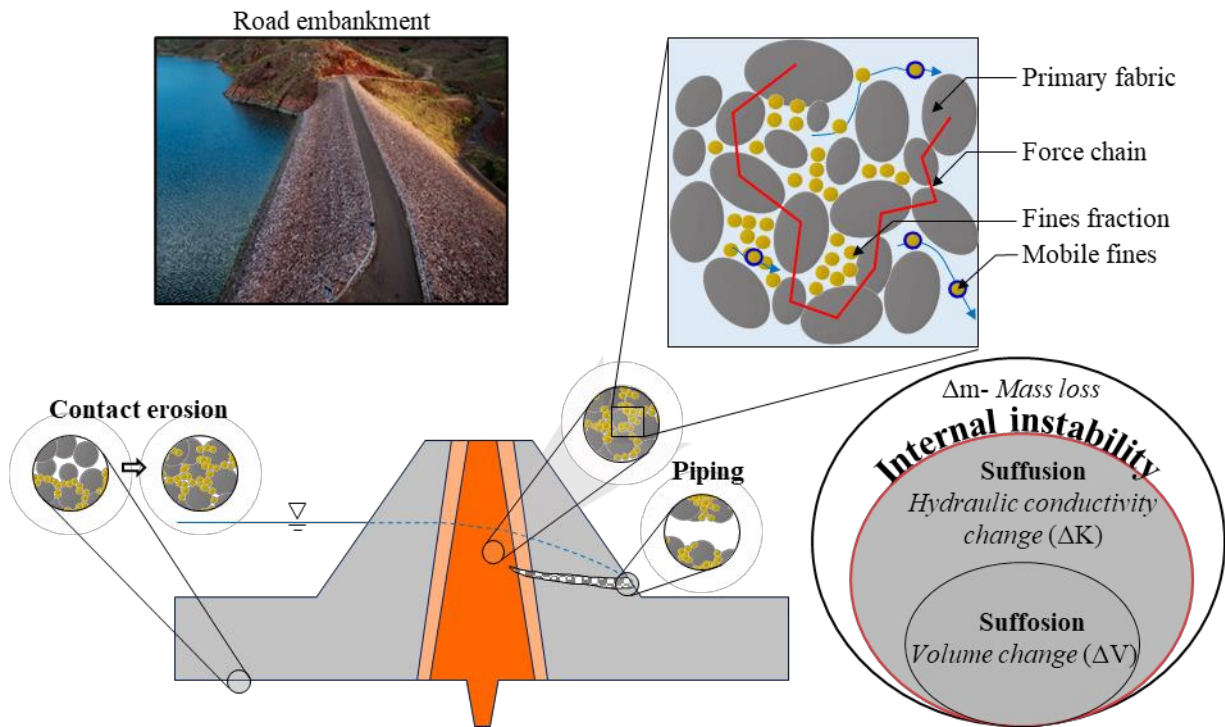 Road embankment
Primary fabric
Force chain
Fines fraction
Mobile fines
Contact erosion
Piping
Δm- Mass loss
Internal instability
Suffusion
Hydraulic conductivity
change (ΔK)
Suffosion
Volume change (ΔV)